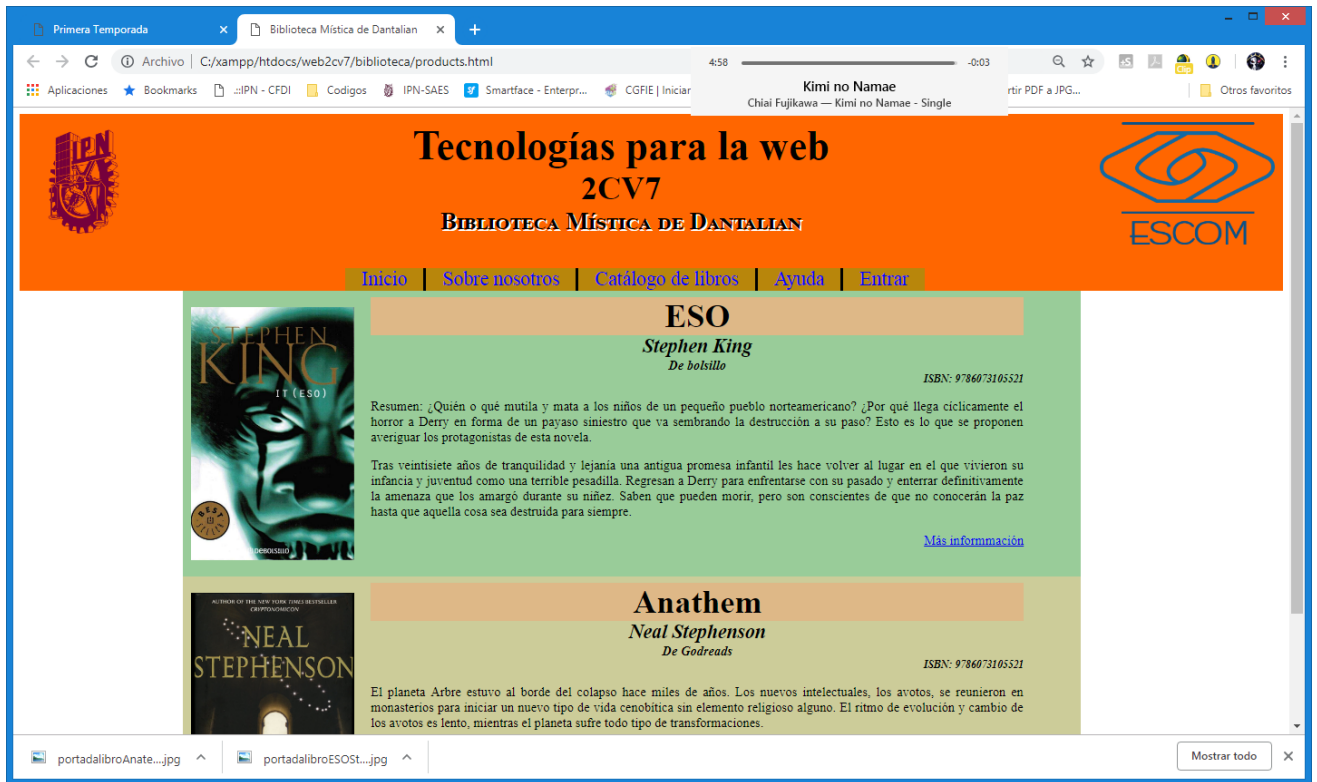 Primera Temporada
Biblioteca Mística de Dantalian
Archivo | C:/xampp/htdocs/web2cv7/biblioteca/products.html
4:58 -0:03
Kimi no Namae
Chiai Fujikawa — Kimi no Namae - Single
Aplicaciones Bookmarks .::IPN - CFDI Codigos IPN-SAES Smartface - Enterpr... CGFIE | Iniciar rtir PDF a JPG... Otros favoritos
IPN
Tecnologías para la web
2CV7
Biblioteca Mística de Dantalian
ESCOM
Inicio Sobre nosotros Catálogo de libros Ayuda Entrar
STEPHEN
KING
IT (ESO)
BEST
SELLER
DEBOLSILLO
ESO
Stephen King
De bolsillo
ISBN: 9786073105521
Resumen: ¿Quién o qué mutila y mata a los niños de un pequeño pueblo norteamericano? ¿Por qué llega cíclicamente el
horror a Derry en forma de un payaso siniestro que va sembrando la destrucción a su paso? Esto es lo que se proponen
averiguar los protagonistas de esta novela.
Tras veintisiete años de tranquilidad y lejanía una antigua promesa infantil les hace volver al lugar en el que vivieron su
infancia y juventud como una terrible pesadilla. Regresan a Derry para enfrentarse con su pasado y enterrar definitivamente
la amenaza que los amargó durante su niñez. Saben que pueden morir, pero son conscientes de que no conocerán la paz
hasta que aquella cosa sea destruida para siempre.
Más informmación
AUTHOR OF THE NEW YORK TIMES BESTSELLER
CRYPTONOMICON
NEAL
STEPHENSON
Anathem
Neal Stephenson
De Godreads
ISBN: 9786073105521
El planeta Arbre estuvo al borde del colapso hace miles de años. Los nuevos intelectuales, los avotos, se reunieron en
monasterios para iniciar un nuevo tipo de vida cenobítica sin elemento religioso alguno. El ritmo de evolución y cambio de
los avotos es lento, mientras el planeta sufre todo tipo de transformaciones.
portadalibroAnate....jpg portadalibroESOSt....jpg Mostrar todo